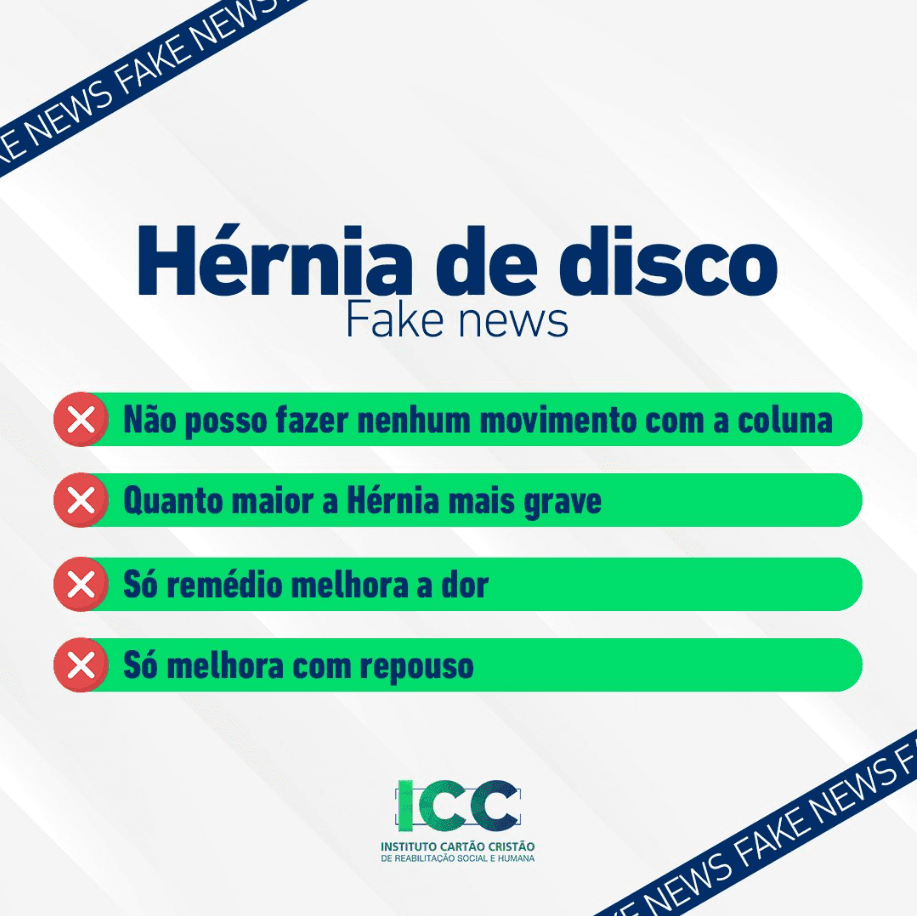 KE NEWS FAKE NEWS
Hérnia de disco
Fake news
Não posso fazer nenhum movimento com a coluna
Quanto maior a Hérnia mais grave
Só remédio melhora a dor
Só melhora com repouso
ICC
INSTITUTO CARTÃO CRISTÃO
DE REABILITAÇÃO SOCIAL E HUMANA
E NEWS FAKE NEWS FA